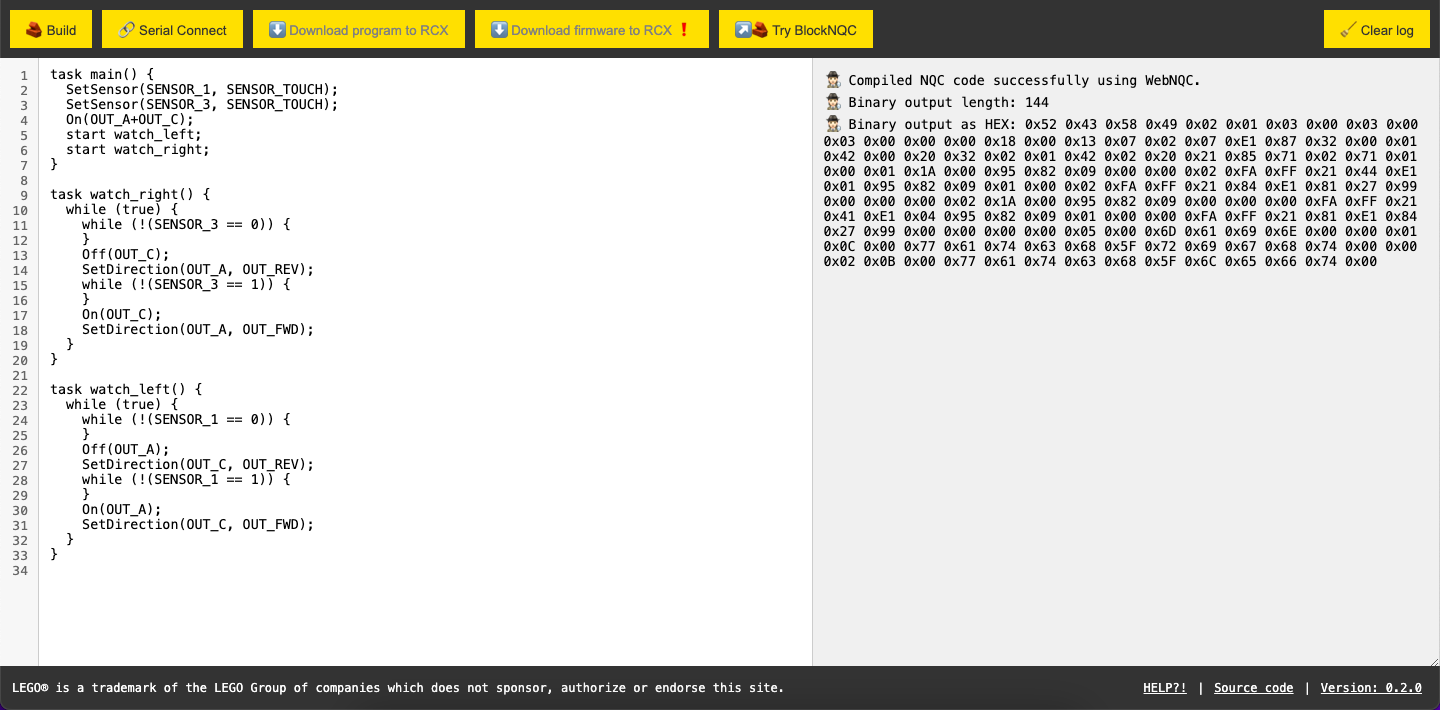 Build Serial Connect Download program to RCX Download firmware to RCX ❗ Try BlockNQC Clear log
1 task main() {
2 SetSensor(SENSOR_1, SENSOR_TOUCH);
3 SetSensor(SENSOR_3, SENSOR_TOUCH);
4 On(OUT_A+OUT_C);
5 start watch_left;
6 start watch_right;
7 }
8
9 task watch_right() {
10 while (true) {
11 while (!(SENSOR_3 == 0)) {
12 }
13 Off(OUT_C);
14 SetDirection(OUT_A, OUT_REV);
15 while (!(SENSOR_3 == 1)) {
16 }
17 On(OUT_C);
18 SetDirection(OUT_A, OUT_FWD);
19 }
20 }
21
22 task watch_left() {
23 while (true) {
24 while (!(SENSOR_1 == 0)) {
25 }
26 Off(OUT_A);
27 SetDirection(OUT_C, OUT_REV);
28 while (!(SENSOR_1 == 1)) {
29 }
30 On(OUT_A);
31 SetDirection(OUT_C, OUT_FWD);
32 }
33 }
34
Compiled NQC code successfully using WebNQC.
Binary output length: 144
Binary output as HEX: 0x52 0x43 0x58 0x49 0x02 0x01 0x03 0x00 0x03 0x00
0x03 0x00 0x00 0x00 0x18 0x00 0x13 0x07 0x02 0x07 0xE1 0x87 0x32 0x00 0x01
0x42 0x00 0x20 0x32 0x02 0x01 0x42 0x02 0x20 0x21 0x85 0x71 0x02 0x71 0x01
0x00 0x01 0x1A 0x00 0x95 0x82 0x09 0x00 0x00 0x02 0xFA 0xFF 0x21 0x44 0xE1
0x01 0x95 0x82 0x09 0x01 0x00 0x02 0xFA 0xFF 0x21 0x84 0xE1 0x81 0x27 0x99
0x00 0x00 0x00 0x02 0x1A 0x00 0x95 0x82 0x09 0x00 0x00 0x00 0xFA 0xFF 0x21
0x41 0xE1 0x04 0x95 0x82 0x09 0x01 0x00 0x00 0xFA 0xFF 0x21 0x81 0xE1 0x84
0x27 0x99 0x00 0x00 0x00 0x00 0x05 0x00 0x6D 0x61 0x69 0x6E 0x00 0x00 0x01
0x0C 0x00 0x77 0x61 0x74 0x63 0x68 0x5F 0x72 0x69 0x67 0x68 0x74 0x00 0x00
0x02 0x0B 0x00 0x77 0x61 0x74 0x63 0x68 0x5F 0x6C 0x65 0x66 0x74 0x00
LEGO® is a trademark of the LEGO Group of companies which does not sponsor, authorize or endorse this site. HELP?! | Source code | Version: 0.2.0